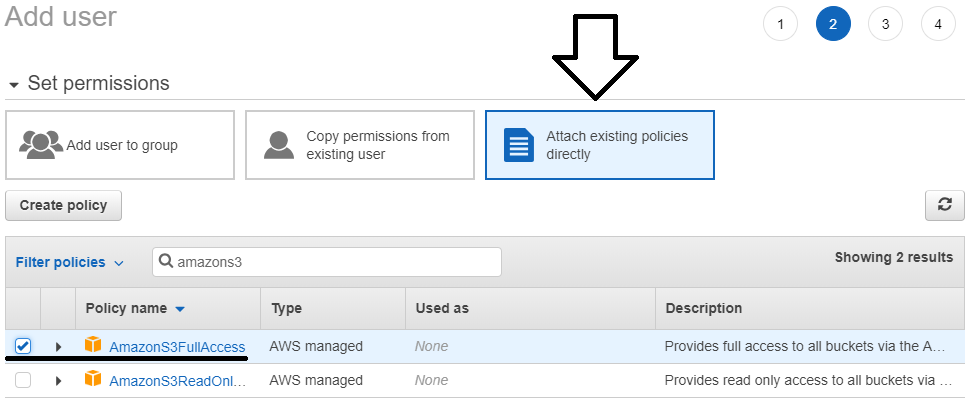 Add user
1 2 3 4
Set permissions
Add user to group
Copy permissions from
existing user
Attach existing policies
directly
Create policy
Filter policies
amazons3
Showing 2 results
Policy name Type Used as Description
AmazonS3FullAccess AWS managed None Provides full access to all buckets via the A...
AmazonS3ReadOnl... AWS managed None Provides read only access to all buckets via ...